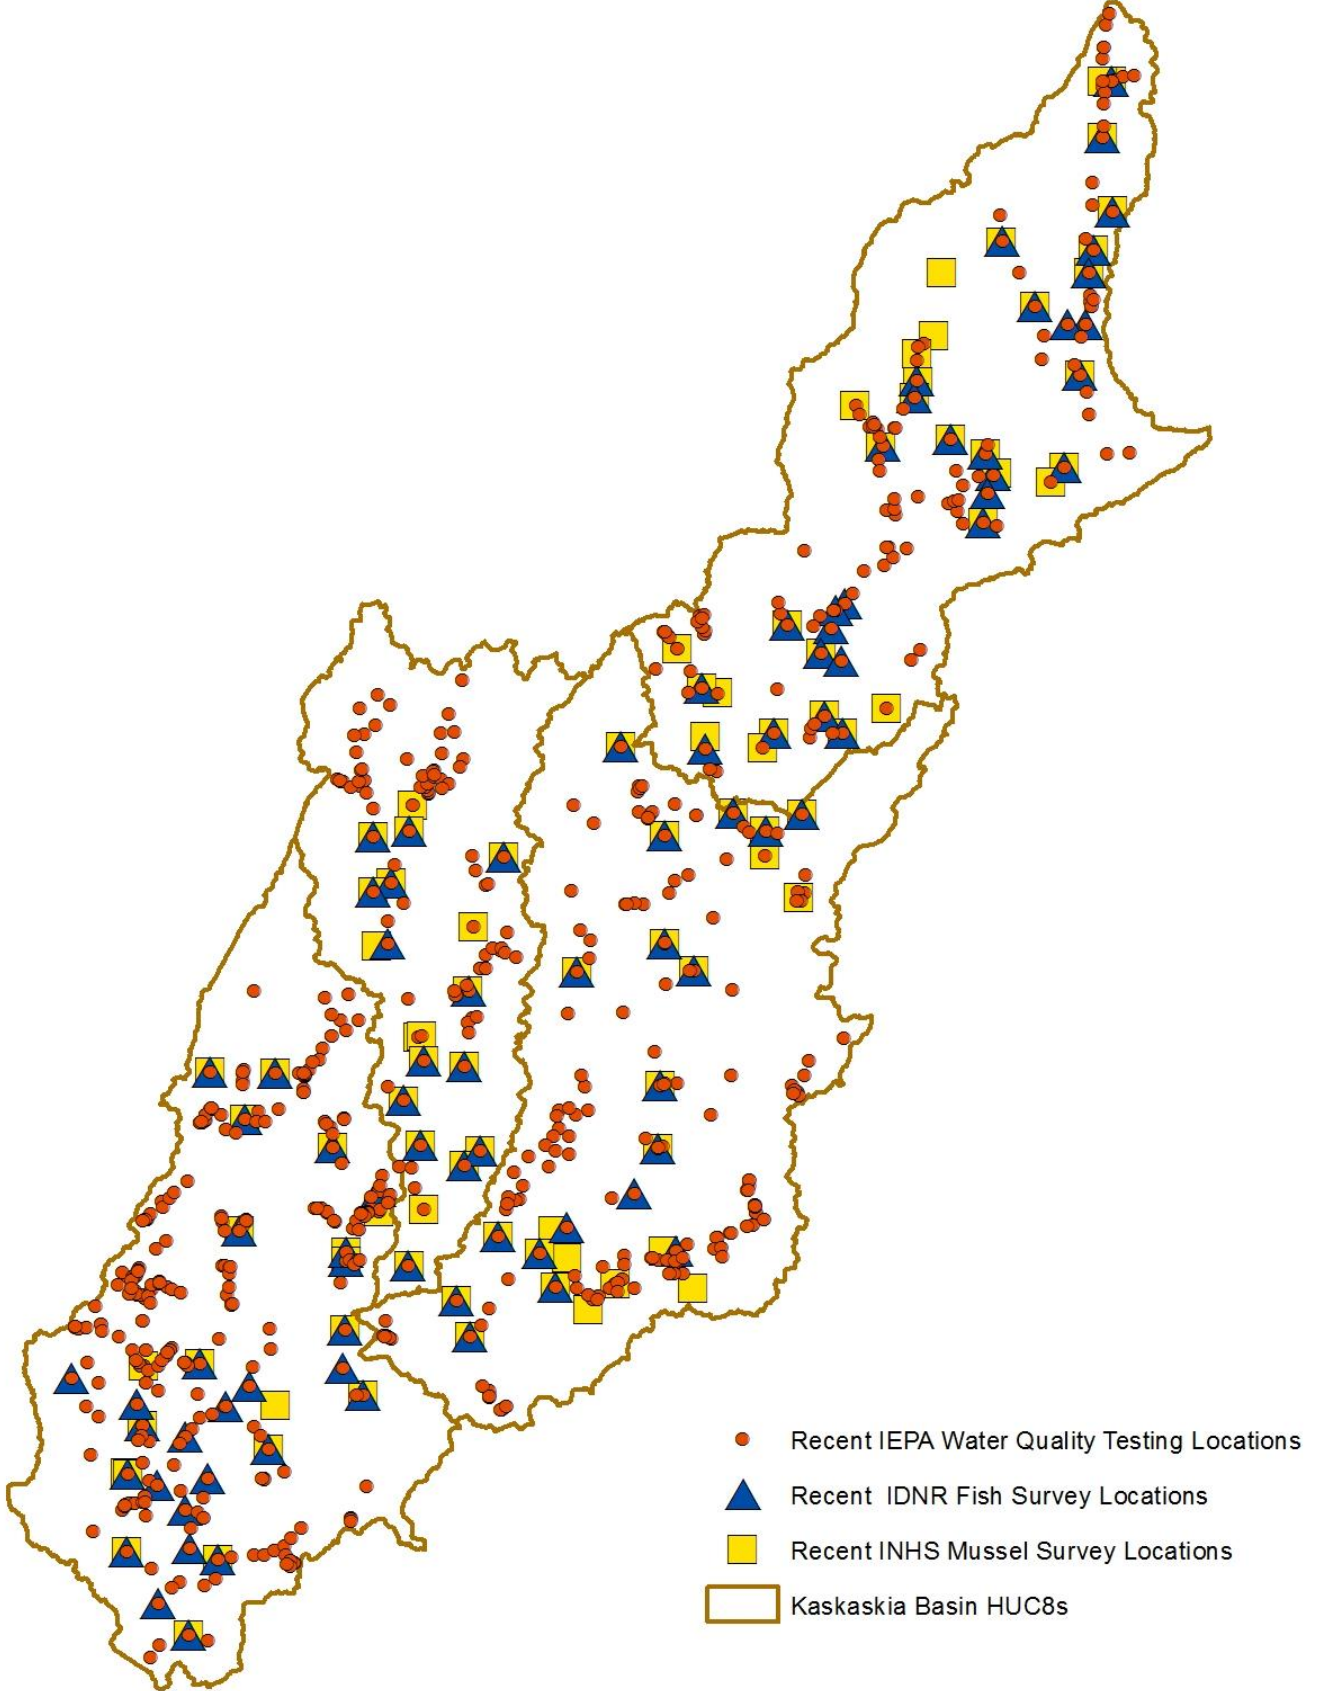 Recent IEPA Water Quality Testing Locations
Recent IDNR Fish Survey Locations
Recent INHS Mussel Survey Locations
Kaskaskia Basin HUC8s